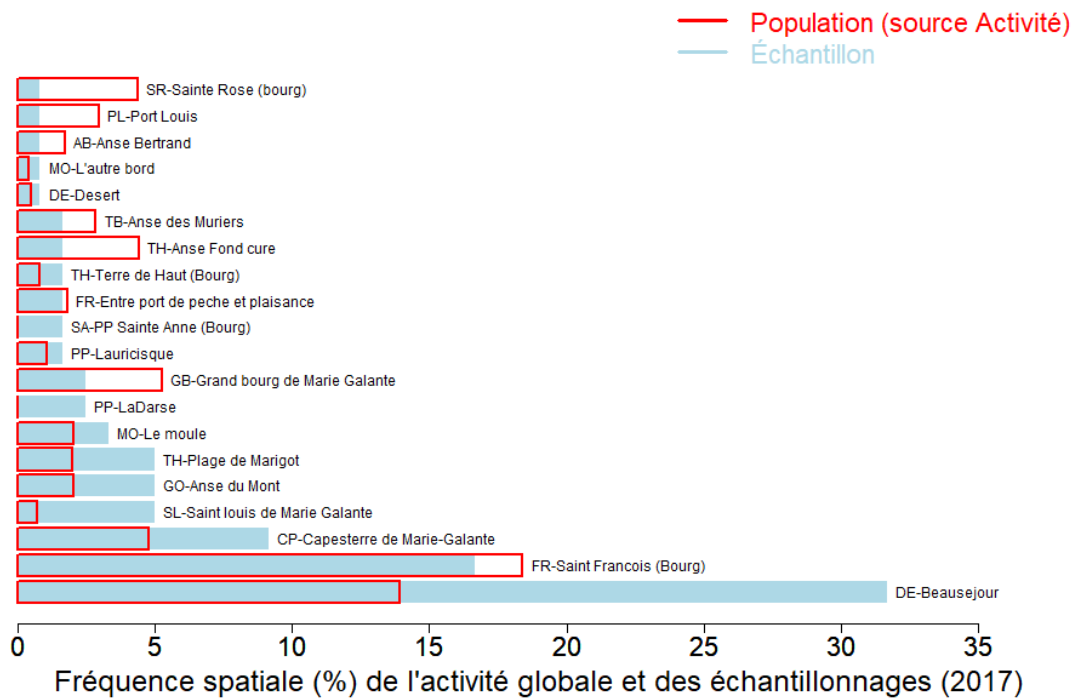 Population (source Activité)
Échantillon
SR-Sainte Rose (bourg)
PL-Port Louis
AB-Anse Bertrand
MO-L'autre bord
DE-Desert
TB-Anse des Muriers
TH-Anse Fond cure
TH-Terre de Haut (Bourg)
FR-Entre port de peche et plaisance
SA-PP Sainte Anne (Bourg)
PP-Lauricisque
GB-Grand bourg de Marie Galante
PP-LaDarse
MO-Le moule
TH-Plage de Marigot
GO-Anse du Mont
SL-Saint louis de Marie Galante
CP-Capesterre de Marie-Galante
FR-Saint Francois (Bourg)
DE-Beausejour
0 5 10 15 20 25 30 35
Fréquence spatiale (%) de l'activité globale et des échantillonnages (2017)